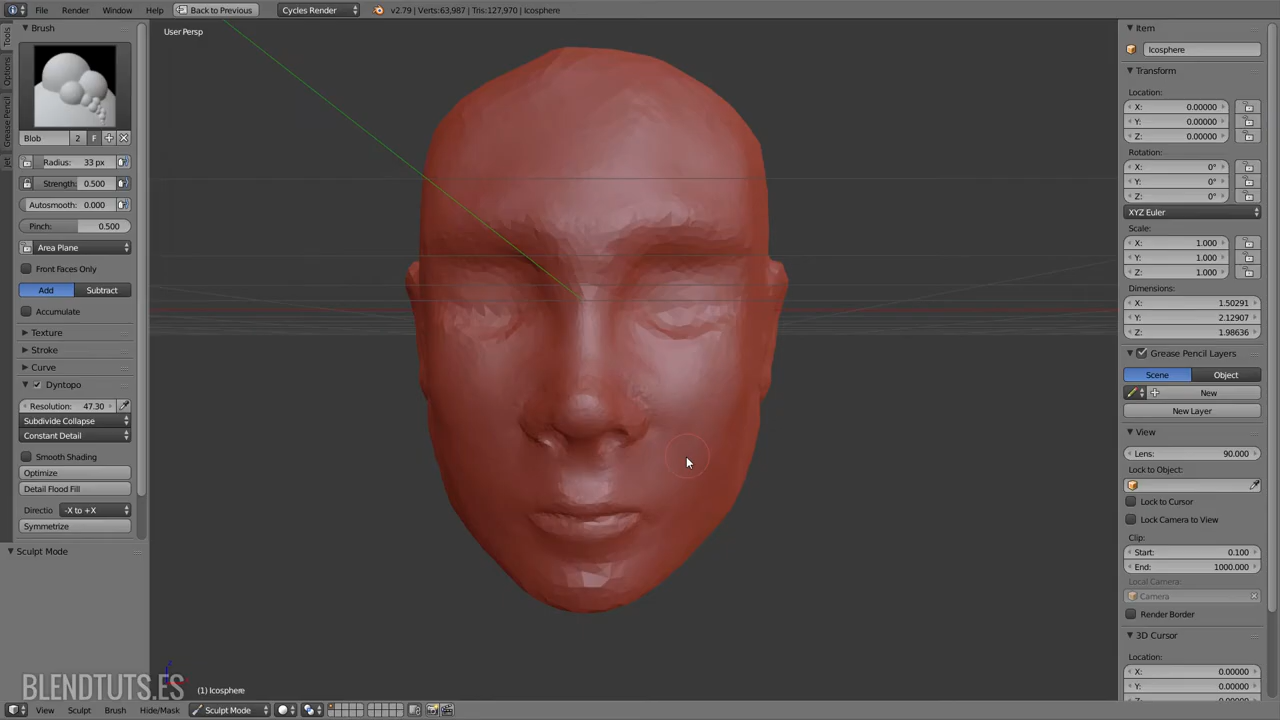 File Render Window Help Back to Previous Cycles Render v2.79 | Verts:63,987 | Tris:127,970 | Icosphere
User Persp
Tools
Options
Grease Pencil
Brush
Blob 2 F
Radius: 33 px
Strength: 0.500
Autosmooth: 0.000
Pinch: 0.500
Area Plane
Front Faces Only
Add Subtract
Accumulate
Texture
Stroke
Curve
Dyntopo
Resolution: 47.30
Subdivide Collapse
Constant Detail
Smooth Shading
Optimize
Detail Flood Fill
Directio -X to +X
Symmetrize
Sculpt Mode
BLENDTUTS.ES
(1) Icosphere
View Sculpt Brush Hide/Mask Sculpt Mode
Item
Icosphere
Transform
Location:
X: 0.00000
Y: 0.00000
Z: 0.00000
Rotation:
X: 0°
Y: 0°
Z: 0°
XYZ Euler
Scale:
X: 1.000
Y: 1.000
Z: 1.000
Dimensions:
X: 1.50291
Y: 2.12907
Z: 1.98636
Grease Pencil Layers
Scene Object
New
New Layer
View
Lens: 90.000
Lock to Object:
Lock to Cursor
Lock Camera to View
Clip:
Start: 0.100
End: 1000.000
Local Camera:
Camera
Render Border
3D Cursor
Location:
X: 0.00000
Y: 0.00000